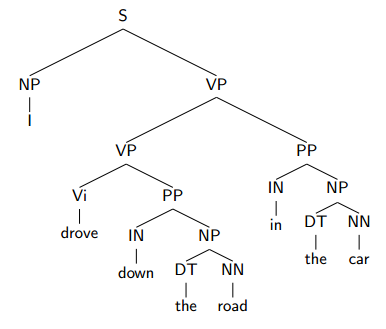 S
NP VP
I
VP PP
Vi PP IN NP
drove IN NP in DT NN
down DT NN the car
the road